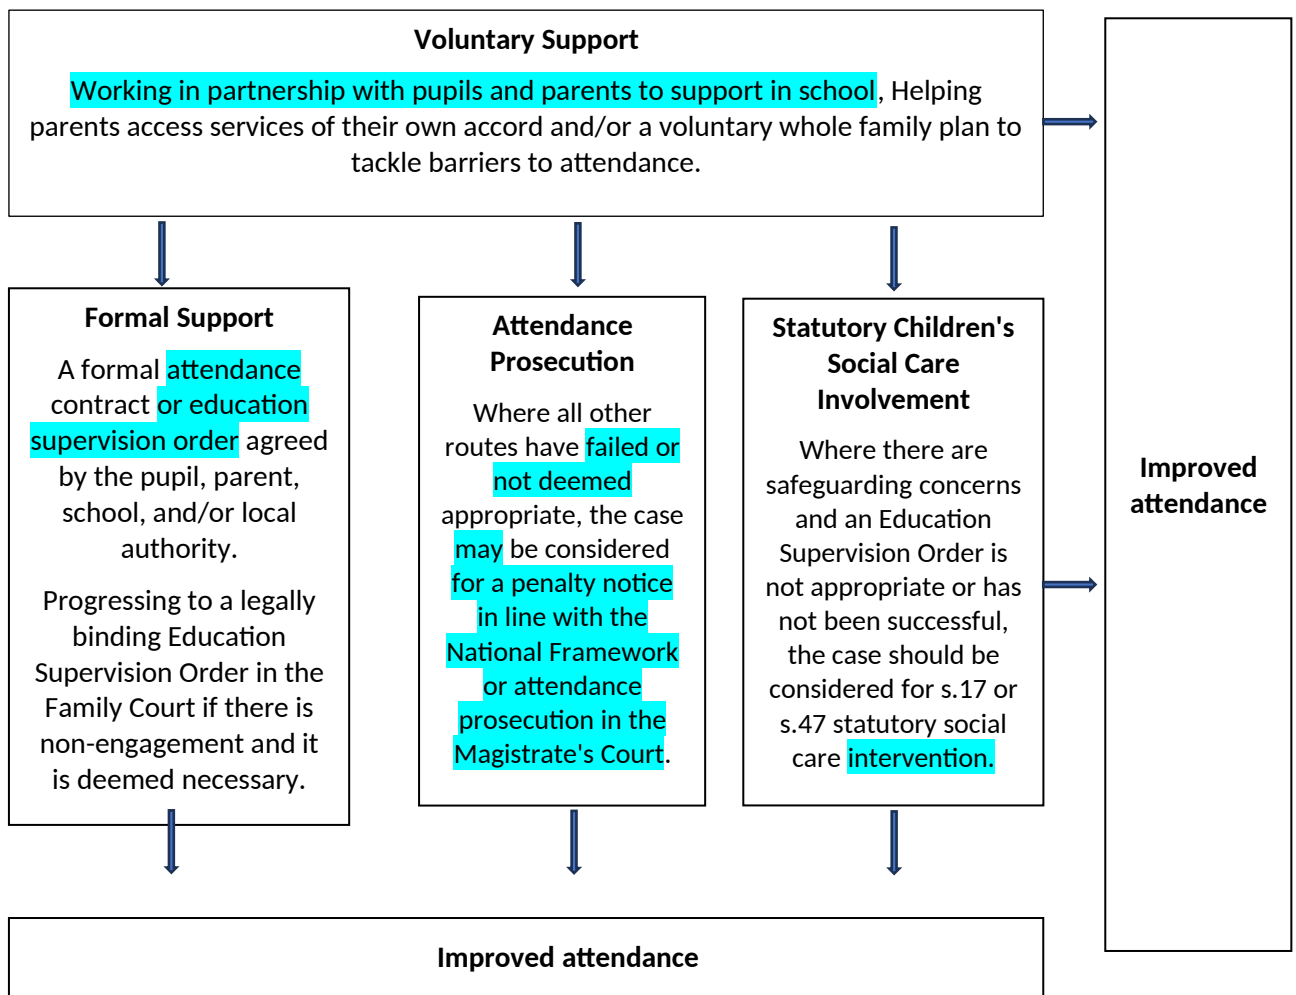 Voluntary Support
Working in partnership with pupils and parents to support in school, Helping
parents access services of their own accord and/or a voluntary whole family plan to
tackle barriers to attendance.
Formal Support
A formal attendance
contract or education
supervision order agreed
by the pupil, parent,
school, and/or local
authority.
Progressing to a legally
binding Education
Supervision Order in the
Family Court if there is
non-engagement and it
is deemed necessary.
Attendance
Prosecution
Where all other
routes have failed or
not deemed
appropriate, the case
may be considered
for a penalty notice
in line with the
National Framework
or attendance
prosecution in the
Magistrate's Court.
Statutory Children's
Social Care
Involvement
Where there are
safeguarding concerns
and an Education
Supervision Order is
not appropriate or has
not been successful,
the case should be
considered for s.17 or
s.47 statutory social
care intervention.
Improved
attendance
Improved attendance